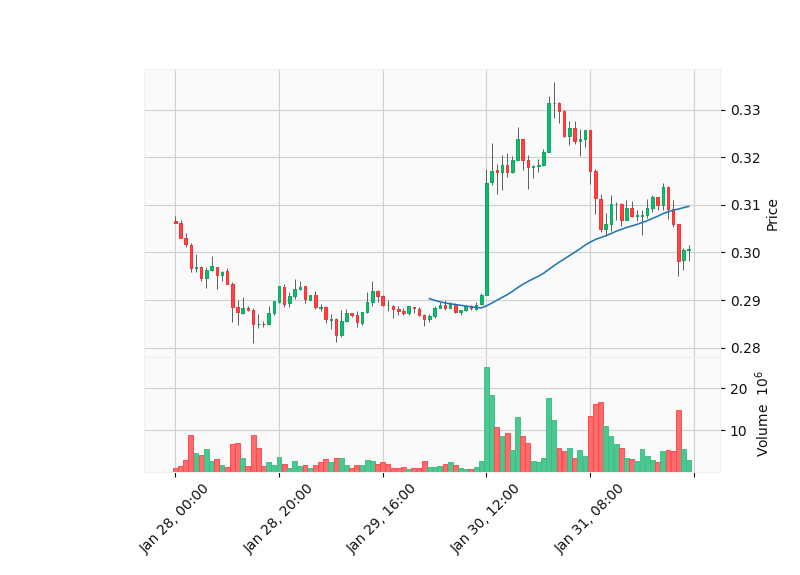 0.33
0.32
0.31
0.30
0.29
0.28
Price
20
10
Volume 10^6
Jan 28, 00:00
Jan 28, 20:00
Jan 29, 16:00
Jan 30, 12:00
Jan 31, 08:00